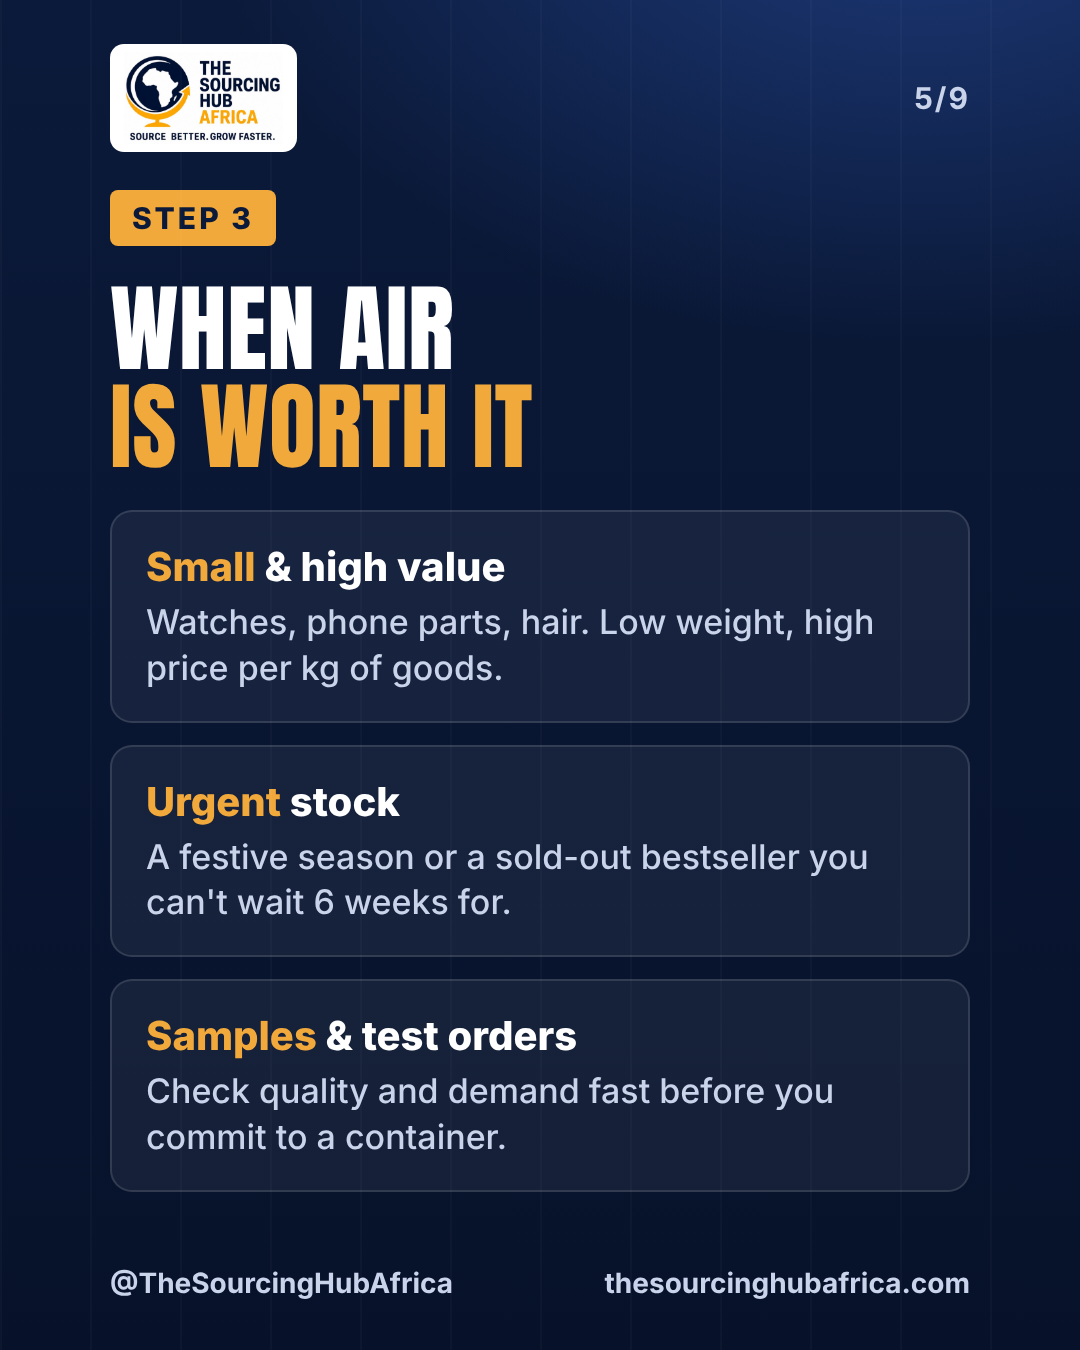 THE
SOURCING
HUB
AFRICA
SOURCE BETTER. GROW FASTER.
5/9
STEP 3
WHEN AIR
IS WORTH IT
Small & high value
Watches, phone parts, hair. Low weight, high
price per kg of goods.
Urgent stock
A festive season or a sold-out bestseller you
can't wait 6 weeks for.
Samples & test orders
Check quality and demand fast before you
commit to a container.
@TheSourcingHubAfrica
thesourcinghubafrica.com